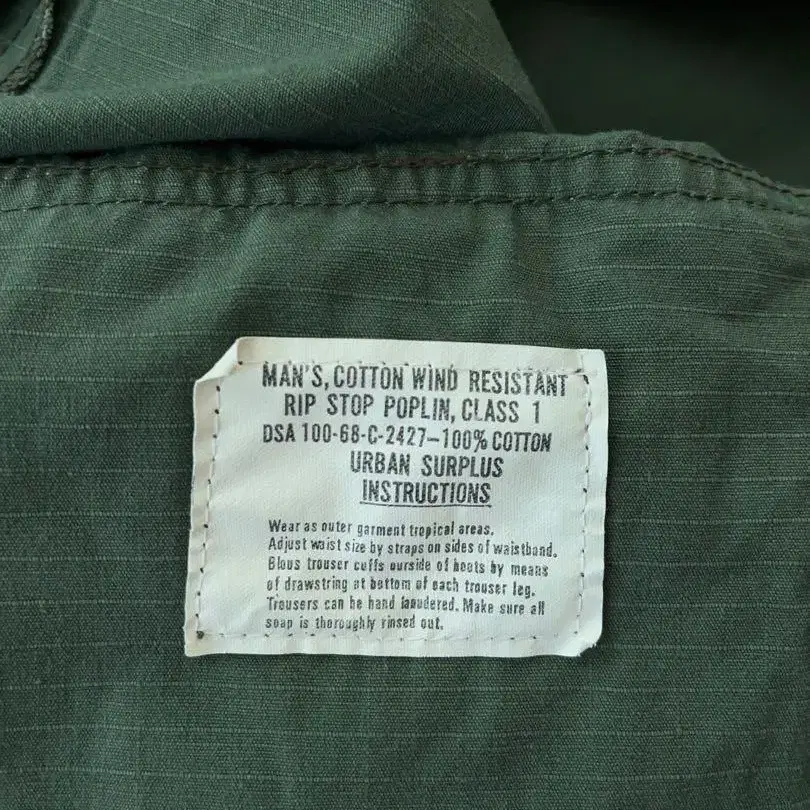 MAN'S, COTTON WIND RESISTANT
RIP STOP POPLIN, CLASS 1
DSA 100-68-C-2427-100% COTTON
URBAN SURPLUS
INSTRUCTIONS
Wear as outer garment tropical areas.
Adjust waist size by straps on sides of waistband.
Blous trouser cuffs ourside of boots by means
of drawstring at bottom of each trouser leg.
Trousers can be hand laundered. Make sure all
soap is thoroughly rinsed out.